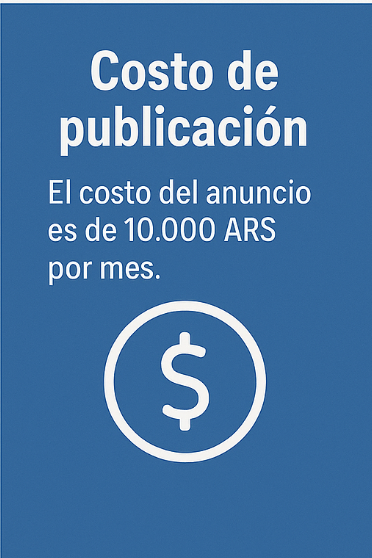 Costo de
publicación
El costo del anuncio
es de 10.000 ARS
por mes.
$